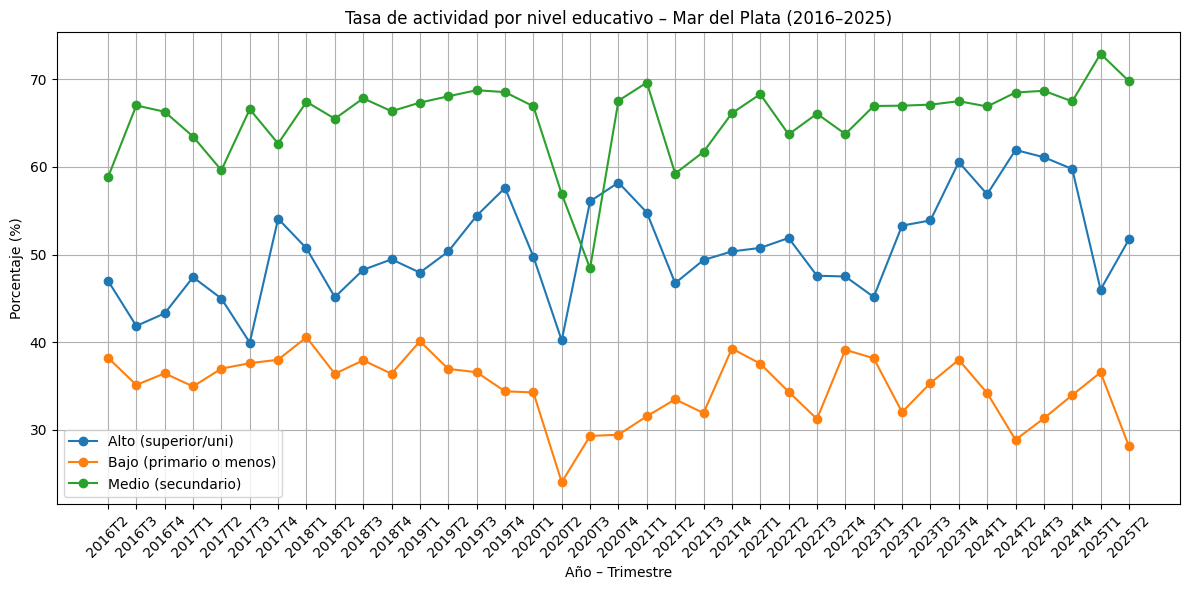 Tasa de actividad por nivel educativo – Mar del Plata (2016–2025)
Porcentaje (%)
70
60
50
40
30
Alto (superior/uni)
Bajo (primario o menos)
Medio (secundario)
2016T2
2016T3
2016T4
2017T1
2017T2
2017T3
2017T4
2018T1
2018T2
2018T3
2018T4
2019T1
2019T2
2019T3
2019T4
2020T1
2020T2
2020T3
2020T4
2021T1
2021T2
2021T3
2021T4
2022T1
2022T2
2022T3
2022T4
2023T1
2023T2
2023T3
2023T4
2024T1
2024T2
2024T3
2024T4
2025T1
2025T2
Año – Trimestre